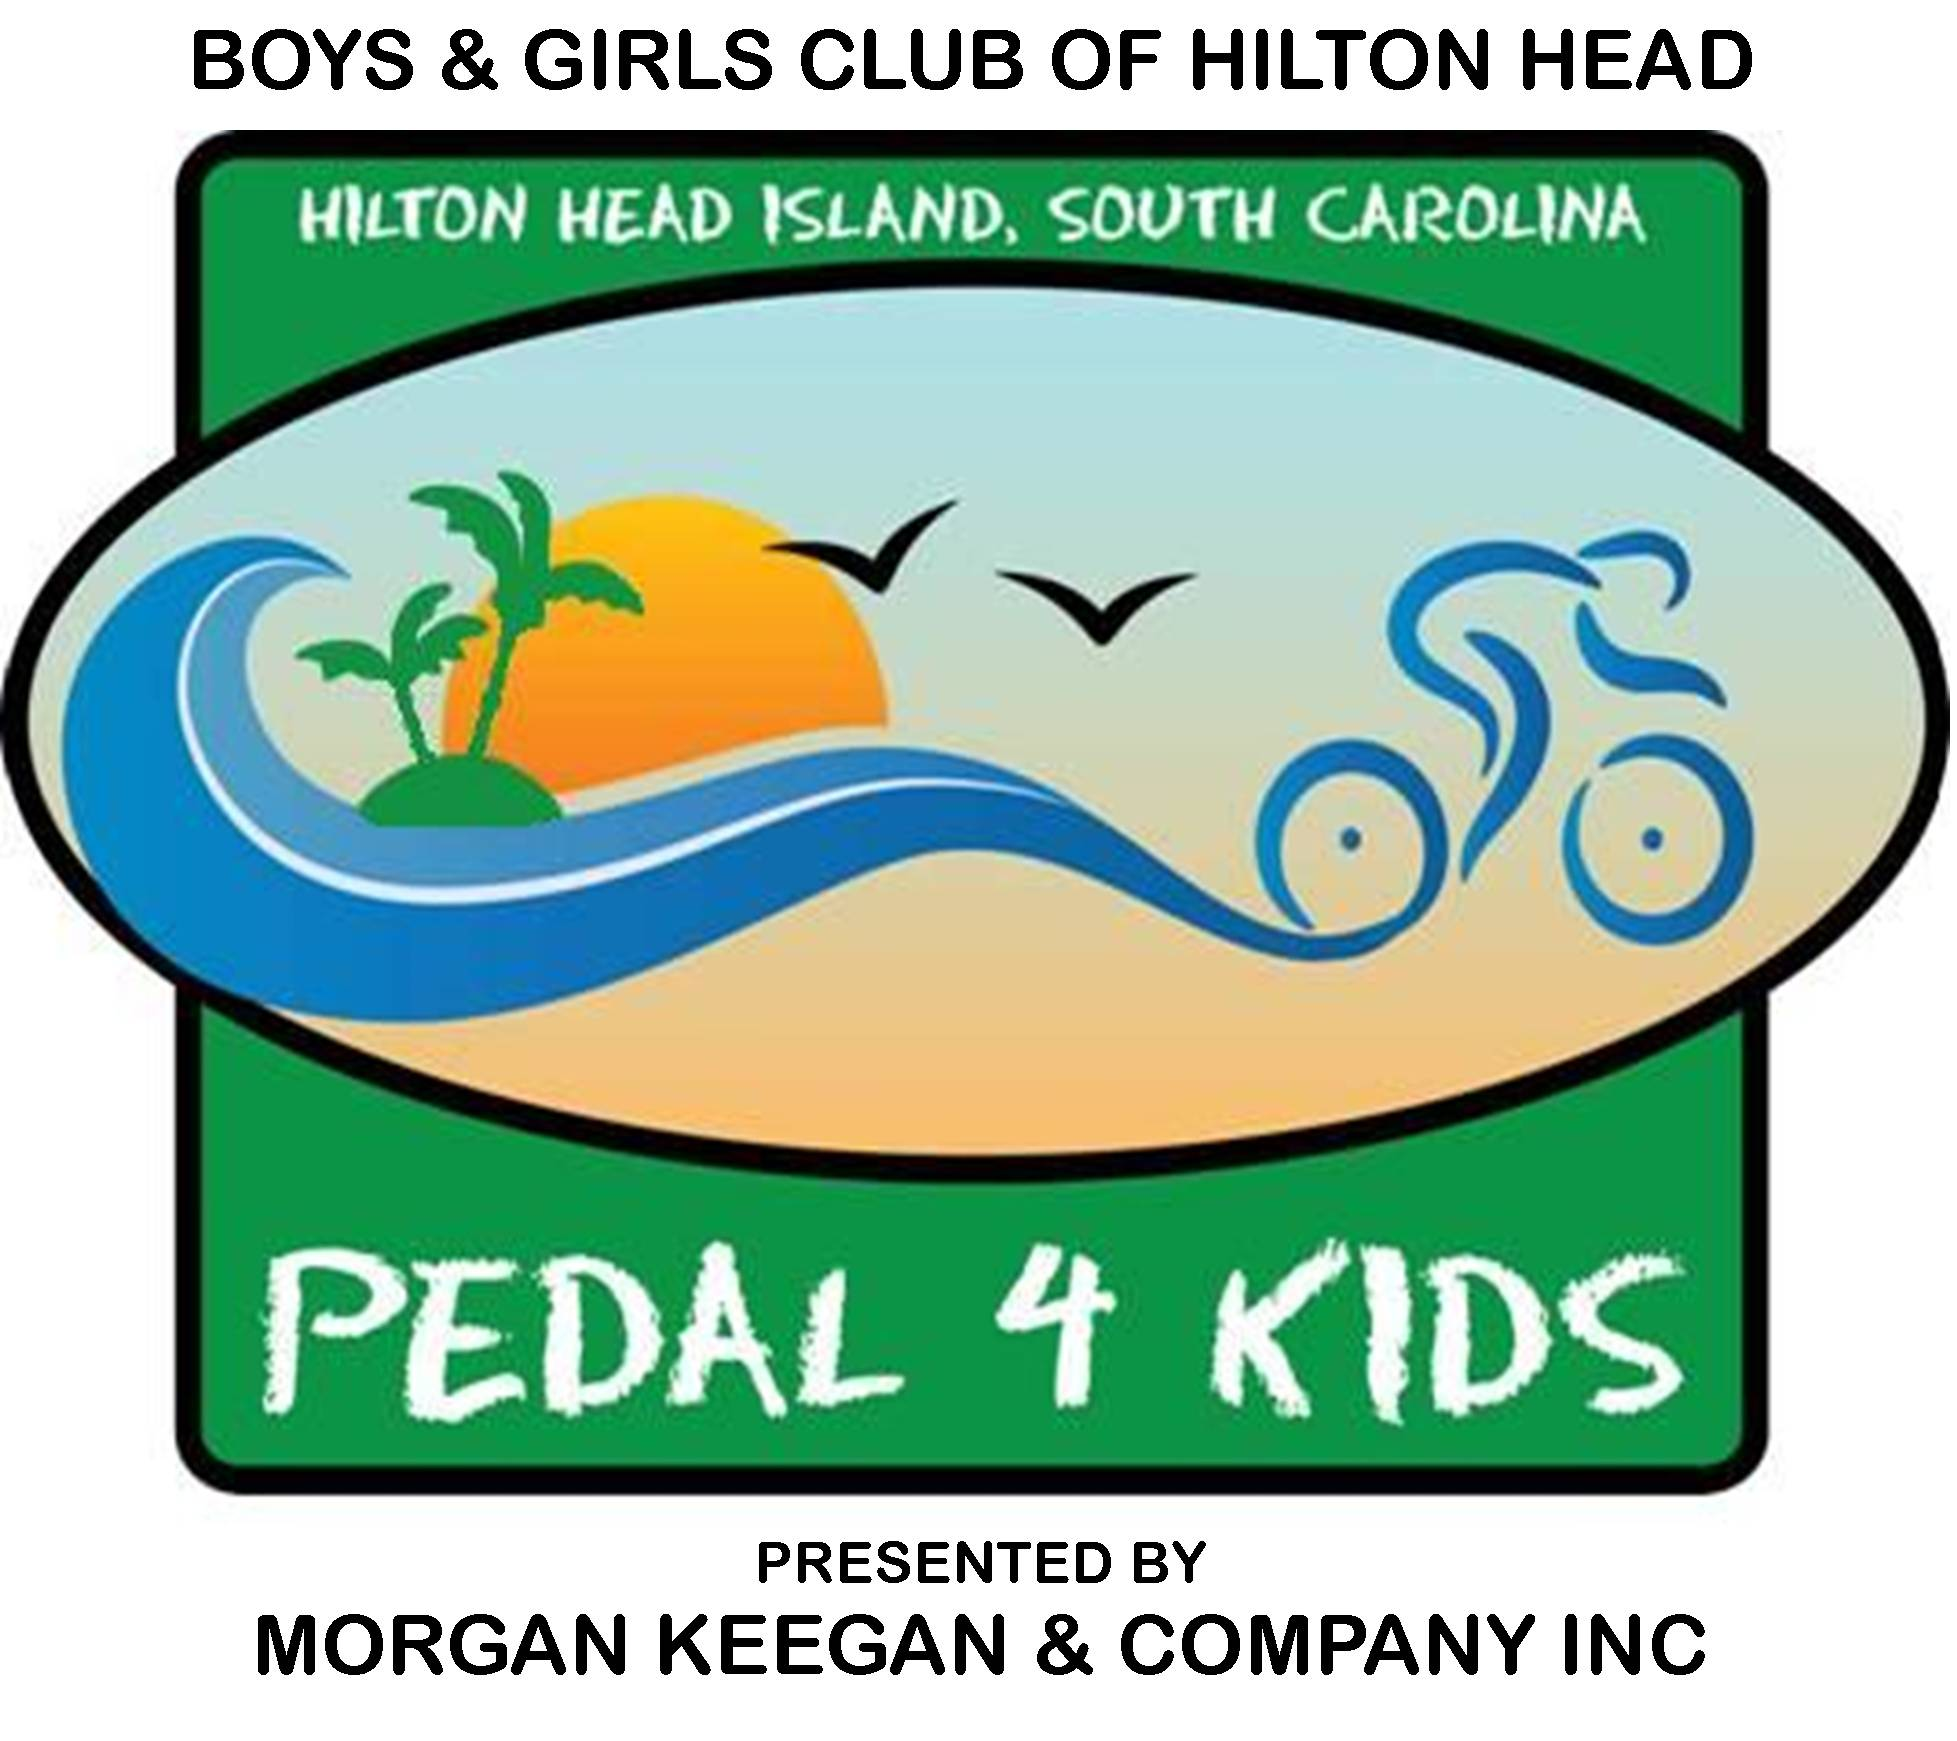 BOYS & GIRLS CLUB OF HILTON HEAD
HILTON HEAD ISLAND, SOUTH CAROLINA
PEDAL 4 KIDS
PRESENTED BY
MORGAN KEEGAN & COMPANY INC